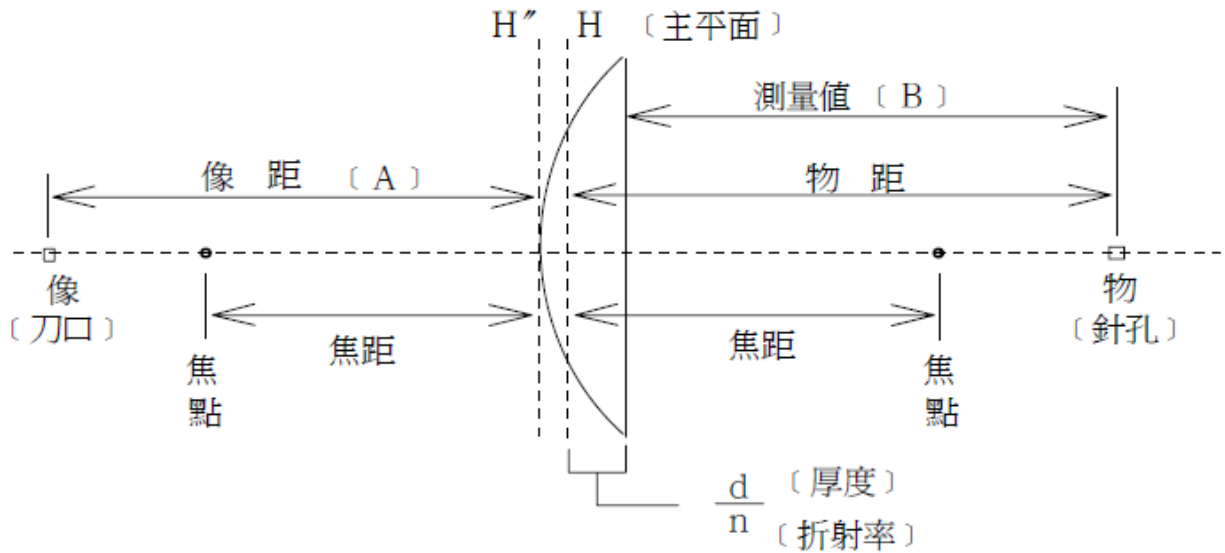 H″ H 〔主平面〕
測量值〔B〕
像 距 〔A〕
物 距
像
〔刀口〕
物
〔針孔〕
焦距
焦距
焦
點
焦
點
d 〔厚度〕
n 〔折射率〕